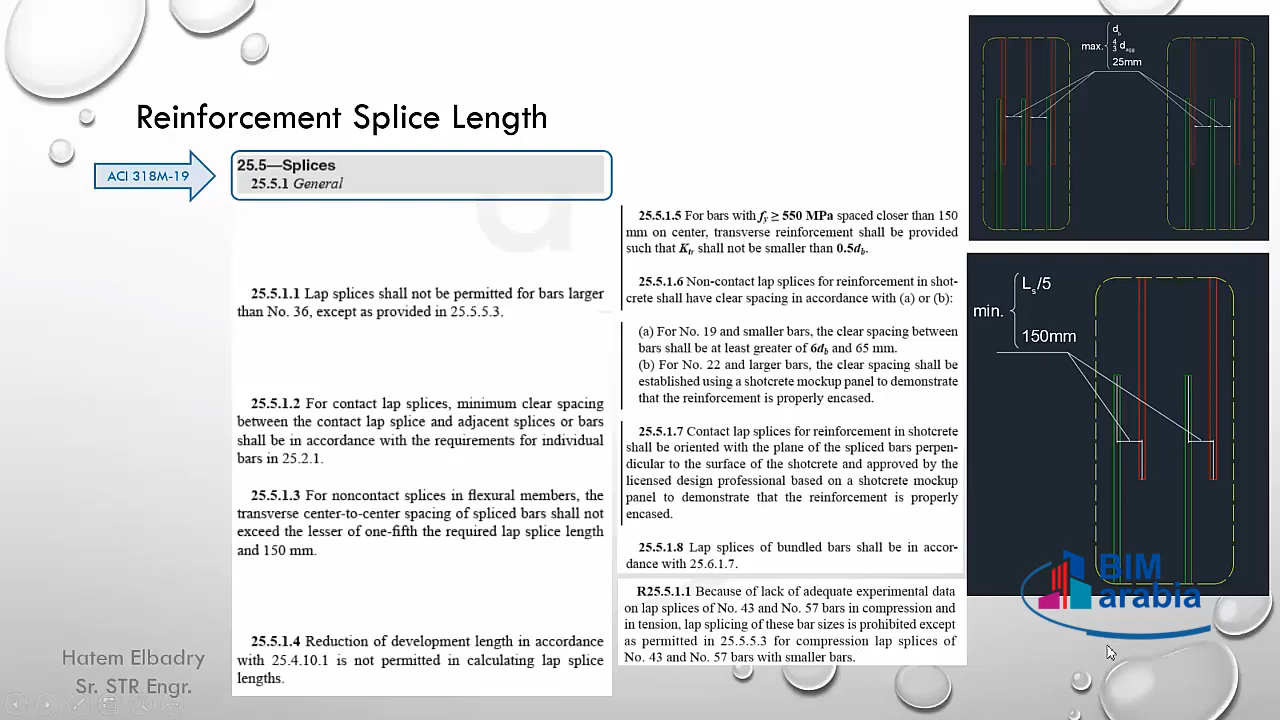 Reinforcement Splice Length
ACI 318M-19
25.5—Splices
25.5.1 General
25.5.1.1 Lap splices shall not be permitted for bars larger
than No. 36, except as provided in 25.5.5.3.
25.5.1.2 For contact lap splices, minimum clear spacing
between the contact lap splice and adjacent splices or bars
shall be in accordance with the requirements for individual
bars in 25.2.1.
25.5.1.3 For noncontact splices in flexural members, the
transverse center-to-center spacing of spliced bars shall not
exceed the lesser of one-fifth the required lap splice length
and 150 mm.
25.5.1.4 Reduction of development length in accordance
with 25.4.10.1 is not permitted in calculating lap splice
lengths.
25.5.1.5 For bars with fy ≥ 550 MPa spaced closer than 150
mm on center, transverse reinforcement shall be provided
such that Ktr shall not be smaller than 0.5db.
25.5.1.6 Non-contact lap splices for reinforcement in shot-
crete shall have clear spacing in accordance with (a) or (b):
(a) For No. 19 and smaller bars, the clear spacing between
bars shall be at least greater of 6db and 65 mm.
(b) For No. 22 and larger bars, the clear spacing shall be
established using a shotcrete mockup panel to demonstrate
that the reinforcement is properly encased.
25.5.1.7 Contact lap splices for reinforcement in shotcrete
shall be oriented with the plane of the spliced bars perpen-
dicular to the surface of the shotcrete and approved by the
licensed design professional based on a shotcrete mockup
panel to demonstrate that the reinforcement is properly
encased.
25.5.1.8 Lap splices of bundled bars shall be in accor-
dance with 25.6.1.7.
R25.5.1.1 Because of lack of adequate experimental data
on lap splices of No. 43 and No. 57 bars in compression and
in tension, lap splicing of these bar sizes is prohibited except
as permitted in 25.5.5.3 for compression lap splices of
No. 43 and No. 57 bars with smaller bars.
db
max. 4/3 dagg
25mm
Ls/5
min.
150mm
BIM
arabia
Hatem Elbadry
Sr. STR Engr.